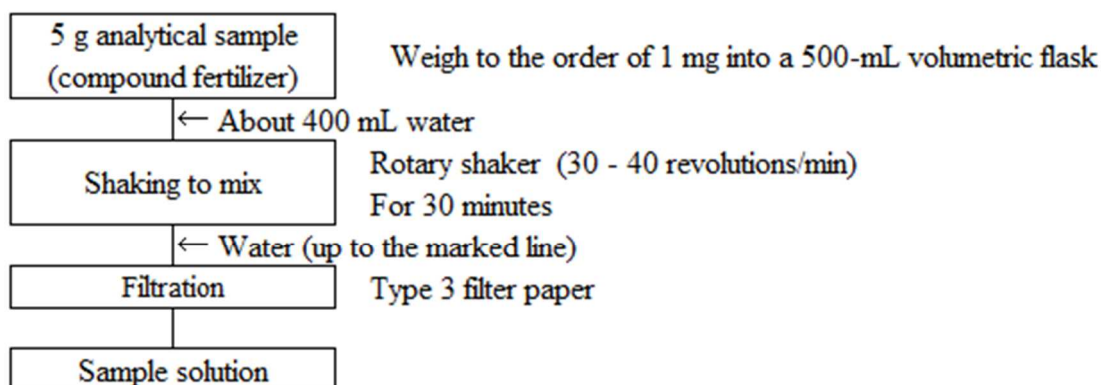 5 g analytical sample
(compound fertilizer)
Weigh to the order of 1 mg into a 500-mL volumetric flask
← About 400 mL water
Shaking to mix
Rotary shaker (30 - 40 revolutions/min)
For 30 minutes
← Water (up to the marked line)
Filtration
Type 3 filter paper
Sample solution